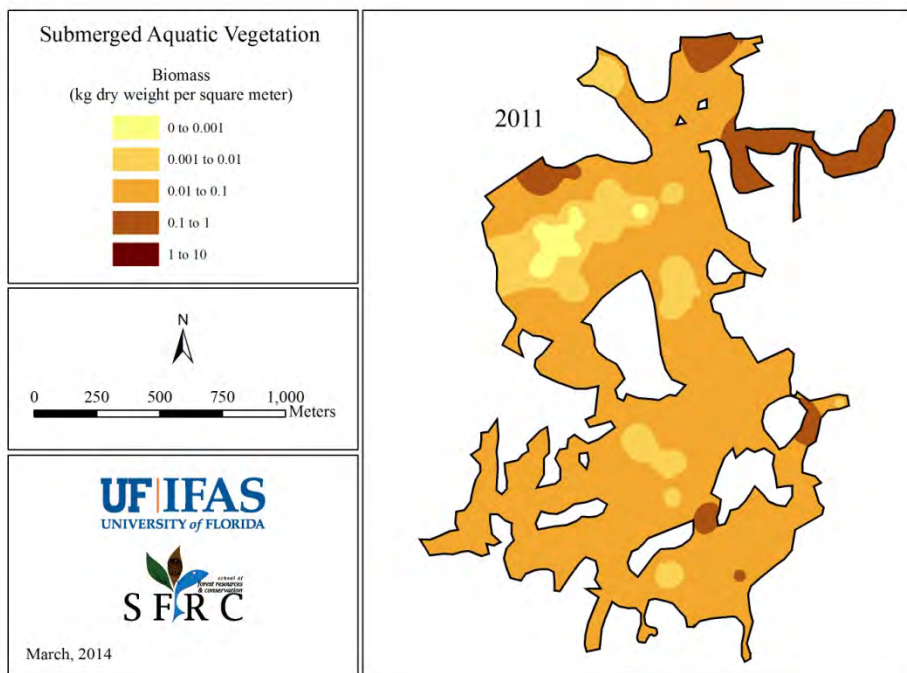 Submerged Aquatic Vegetation
Biomass
(kg dry weight per square meter)
0 to 0.001
0.001 to 0.01
0.01 to 0.1
0.1 to 1
1 to 10
N
0 250 500 750 1,000
Meters
UF|IFAS
UNIVERSITY of FLORIDA
school of
forest resources
& conservation
SFRC
March, 2014
2011